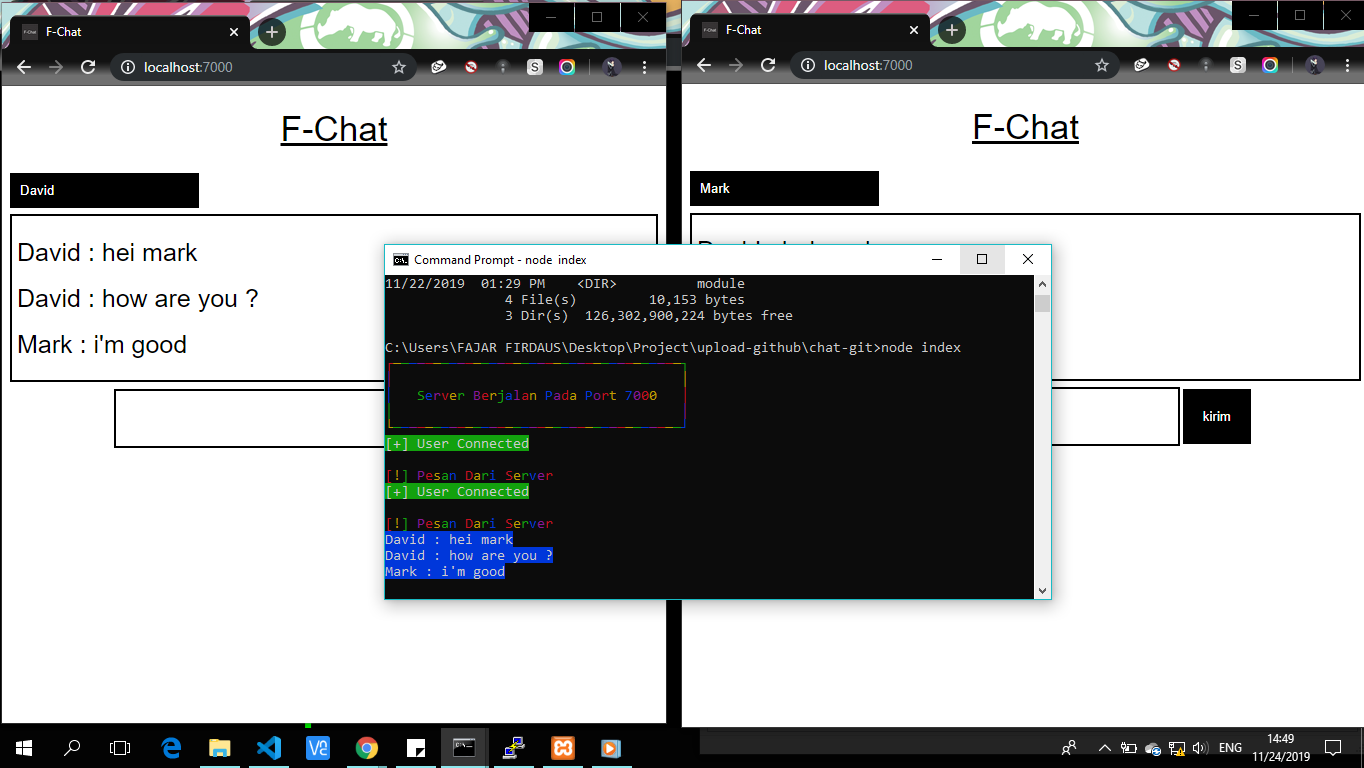 F-Chat
localhost:7000
F-Chat
David
David : hei mark
David : how are you ?
Mark : i'm good
F-Chat
localhost:7000
F-Chat
Mark
kirim
Command Prompt - node index
11/22/2019 01:29 PM <DIR> module
4 File(s) 10,153 bytes
3 Dir(s) 126,302,900,224 bytes free
C:\Users\FAJAR FIRDAUS\Desktop\Project\upload-github\chat-git>node index
Server Berjalan Pada Port 7000
[+] User Connected
[!] Pesan Dari Server
[+] User Connected
[!] Pesan Dari Server
David : hei mark
David : how are you ?
Mark : i'm good
ENG
14:49
11/24/2019